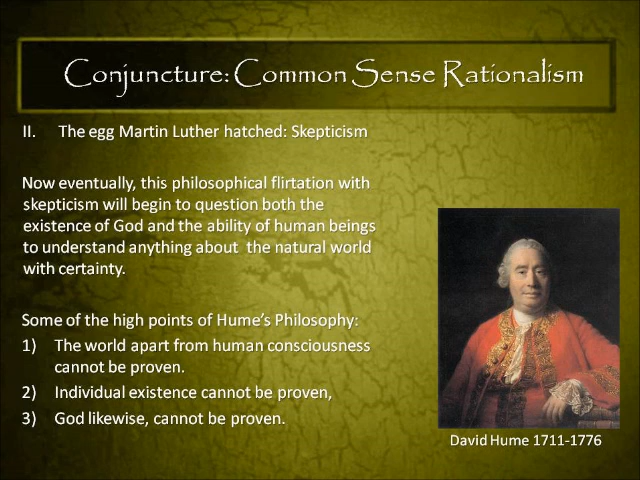 Conjuncture: Common Sense Rationalism
II. The egg Martin Luther hatched: Skepticism
Now eventually, this philosophical flirtation with
skepticism will begin to question both the
existence of God and the ability of human beings
to understand anything about the natural world
with certainty.
Some of the high points of Hume's Philosophy:
1) The world apart from human consciousness
cannot be proven.
2) Individual existence cannot be proven,
3) God likewise, cannot be proven.
David Hume 1711-1776